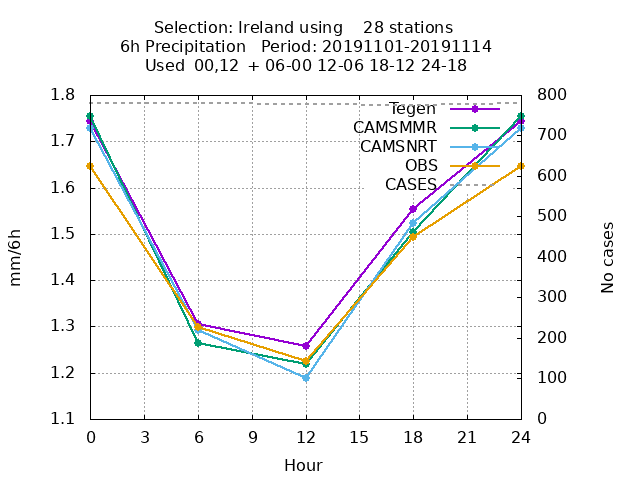 Selection: Ireland using    28 stations
6h Precipitation   Period: 20191101-20191114
Used  00,12  + 06-00 12-06 18-12 24-18
1.8
1.7
1.6
1.5
1.4
1.3
1.2
1.1
mm/6h
Tegen
CAMSMMR
CAMSNRT
OBS
CASES
800
700
600
500
400
300
200
100
0
No cases
0 3 6 9 12 15 18 21 24
Hour